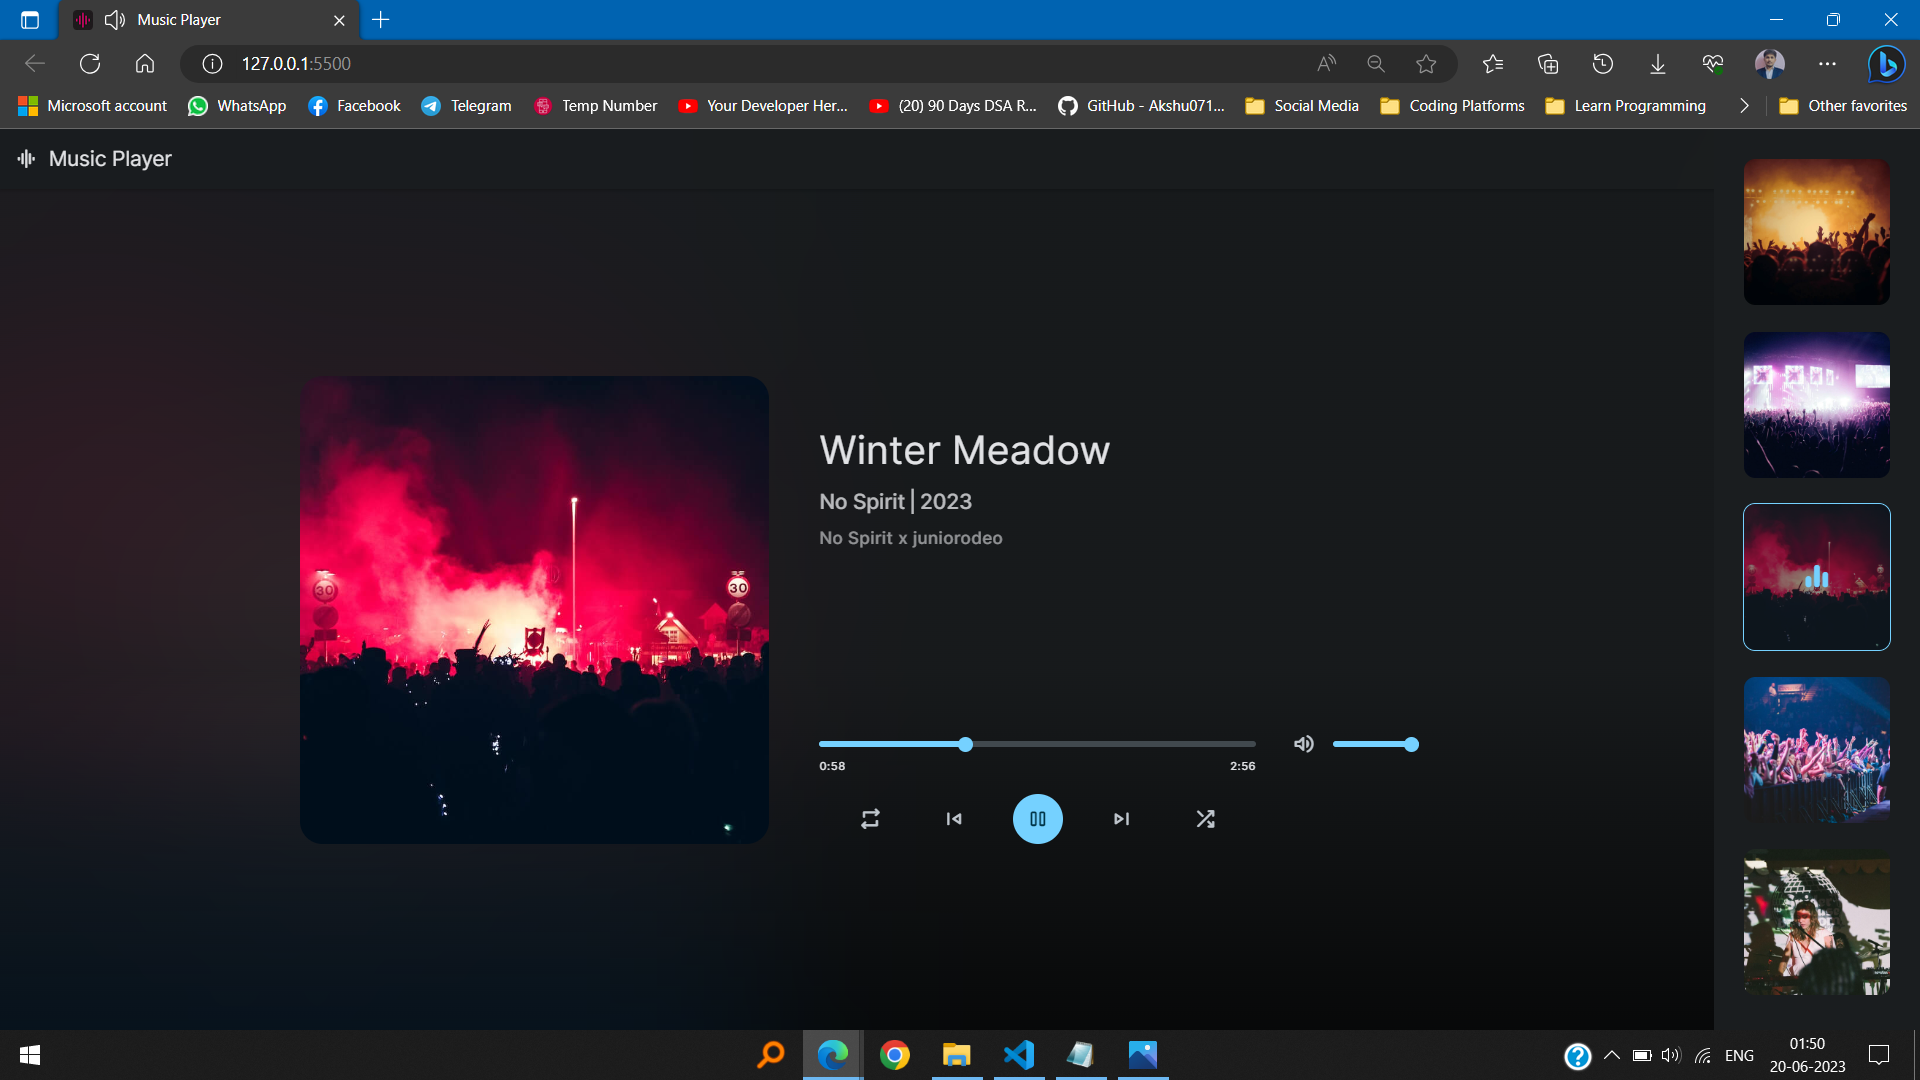 Music Player
127.0.0.1:5500
Microsoft account
WhatsApp
Facebook
Telegram
Temp Number
Your Developer Her...
(20) 90 Days DSA R...
GitHub - Akshu071...
Social Media
Coding Platforms
Learn Programming
Other favorites
Music Player
Winter Meadow
No Spirit | 2023
No Spirit x juniorodeo
30
30
0:58
2:56
ENG
01:50
20-06-2023